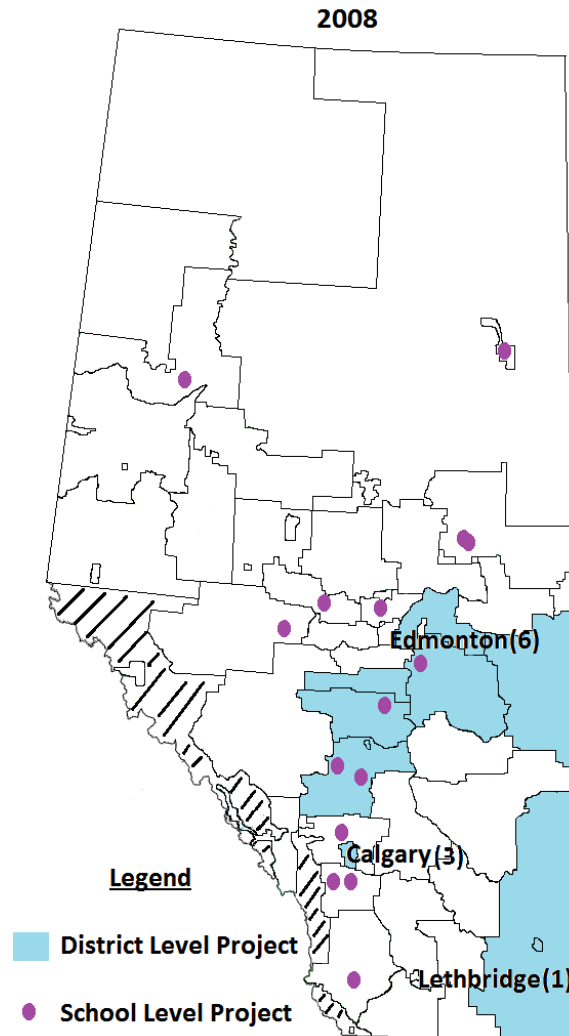 2008
Edmonton(6)
Calgary(3)
Legend
District Level Project
Lethbridge(1)
School Level Project